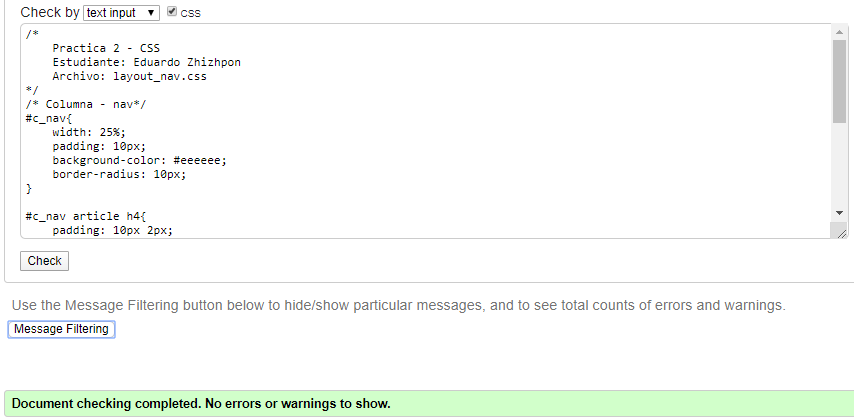 Check by text input css
/*
    Practica 2 - CSS
    Estudiante: Eduardo Zhizhpon
    Archivo: layout_nav.css
*/
/* Columna - nav*/
#c_nav{
    width: 25%;
    padding: 10px;
    background-color: #eeeeee;
    border-radius: 10px;
}

#c_nav article h4{
    padding: 10px 2px;
Check
Use the Message Filtering button below to hide/show particular messages, and to see total counts of errors and warnings.
Message Filtering
Document checking completed. No errors or warnings to show.